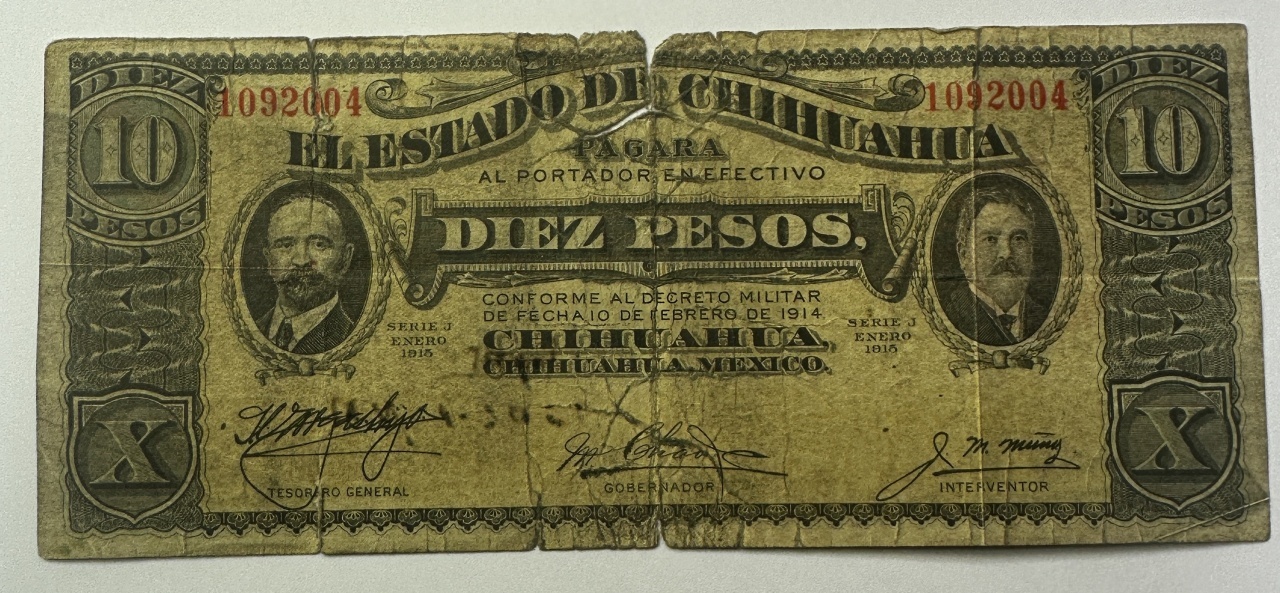 DIEZ
10
PESOS
1092004
EL ESTADO DE CHIHUAHUA
1092004
DIEZ
10
PESOS
PAGARA
AL PORTADOR EN EFECTIVO
DIEZ PESOS,
CONFORME AL DECRETO MILITAR
DE FECHA 10 DE FEBRERO DE 1914
CHIHUAHUA,
CHIHUAHUA, MEXICO.
SERIE J
ENERO
1915
SERIE J
ENERO
1915
X
TESORERO GENERAL
GOBERNADOR
J. M. Muñoz
INTERVENTOR
X